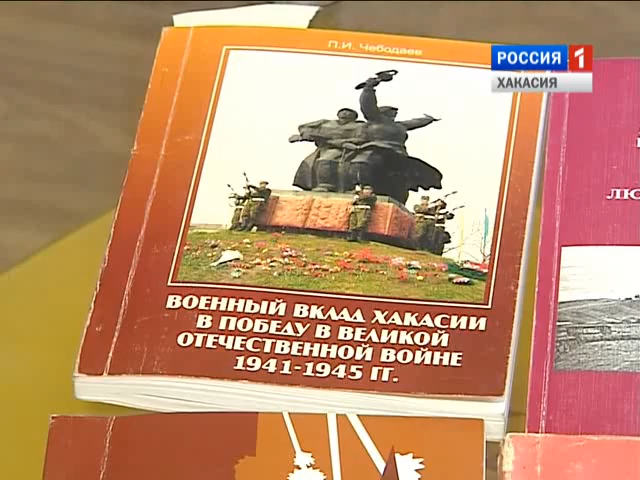 П.И. Чебодаев
РОССИЯ 1
ХАКАСИЯ
ВОЕННЫЙ ВКЛАД ХАКАСИИ
В ПОБЕДУ В ВЕЛИКОЙ
ОТЕЧЕСТВЕННОЙ ВОЙНЕ
1941-1945 ГГ.